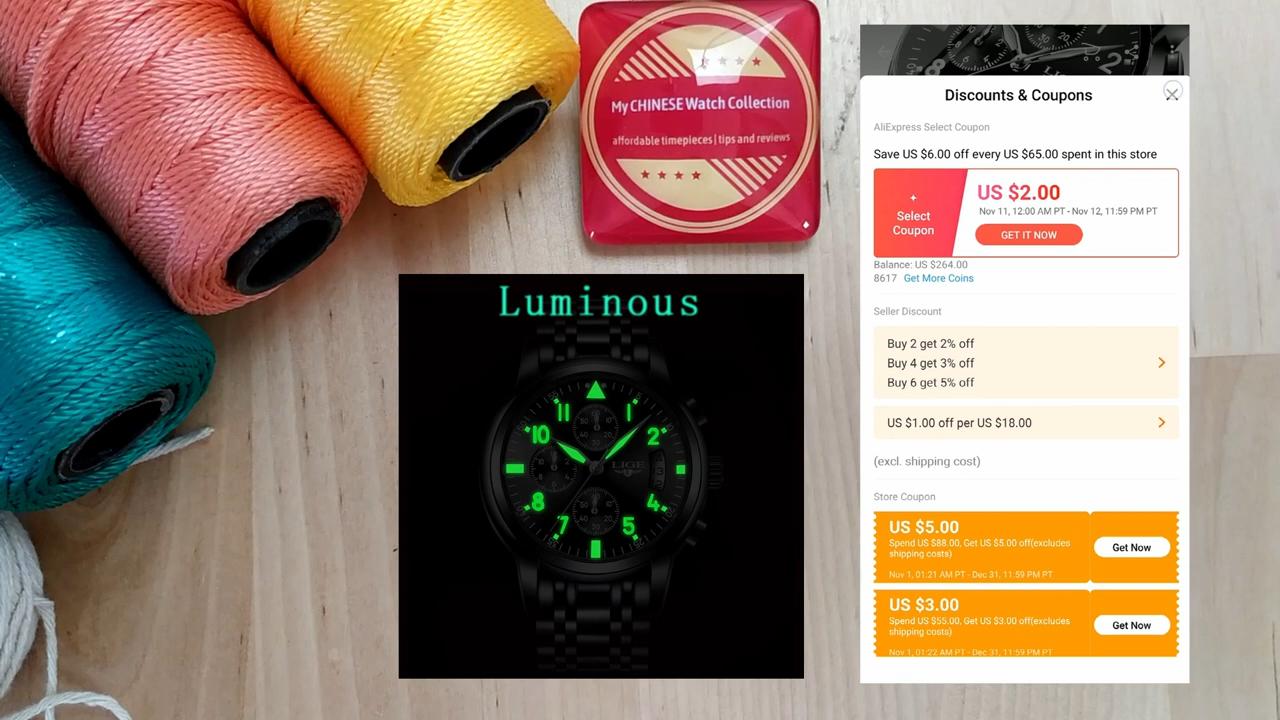 My CHINESE Watch Collection
affordable timepieces | tips and reviews
Luminous
11
1
10
2
8
4
7
5
LIGE
2
Discounts & Coupons
AliExpress Select Coupon
Save US $6.00 off every US $65.00 spent in this store
Select
Coupon
US $2.00
Nov 11, 12:00 AM PT - Nov 12, 11:59 PM PT
GET IT NOW
Balance: US $264.00
8617 Get More Coins
Seller Discount
Buy 2 get 2% off
Buy 4 get 3% off
Buy 6 get 5% off
US $1.00 off per US $18.00
(excl. shipping cost)
Store Coupon
US $5.00
Spend US $88.00, Get US $5.00 off(excludes
shipping costs)
Nov 1, 01:21 AM PT - Dec 31, 11:59 PM PT
Get Now
US $3.00
Spend US $55.00, Get US $3.00 off(excludes
shipping costs)
Nov 1, 01:22 AM PT - Dec 31, 11:59 PM PT
Get Now